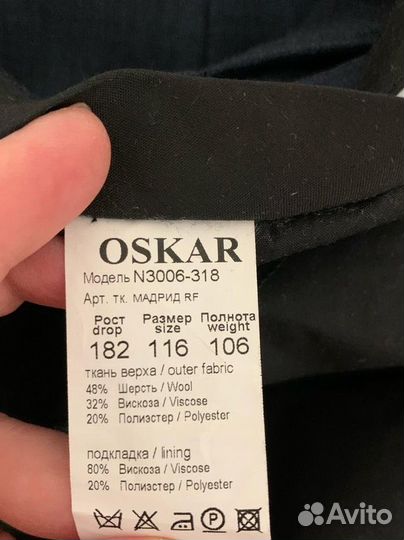 OSKAR
Модель N3006-318
Арт. тк. МАДРИД RF
Рост Размер Полнота
drop size weight
182 116 106
ткань верха / outer fabric
48% Шерсть / Wool
32% Вискоза / Viscose
20% Полиэстер / Polyester
подкладка / lining
80% Вискоза / Viscose
20% Полиэстер / Polyester
P
Avito